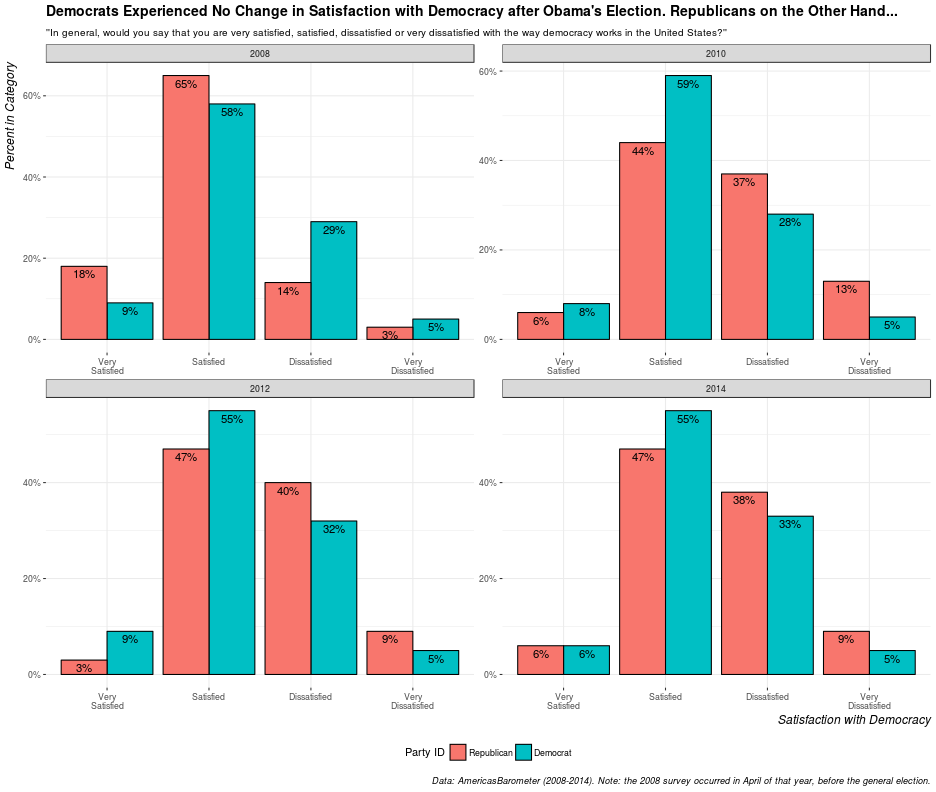 Democrats Experienced No Change in Satisfaction with Democracy after Obama's Election. Republicans on the Other Hand...
"In general, would you say that you are very satisfied, satisfied, dissatisfied or very dissatisfied with the way democracy works in the United States?"
Percent in Category
2008
60%
40%
20%
0%
18%
9%
65%
58%
14%
29%
3%
5%
Very
Satisfied
Satisfied
Dissatisfied
Very
Dissatisfied
2010
60%
40%
20%
0%
6%
8%
44%
59%
37%
28%
13%
5%
Very
Satisfied
Satisfied
Dissatisfied
Very
Dissatisfied
2012
40%
20%
0%
3%
9%
47%
55%
40%
32%
9%
5%
Very
Satisfied
Satisfied
Dissatisfied
Very
Dissatisfied
2014
40%
20%
0%
6%
6%
47%
55%
38%
33%
9%
5%
Very
Satisfied
Satisfied
Dissatisfied
Very
Dissatisfied
Satisfaction with Democracy
Party ID Republican Democrat
Data: AmericasBarometer (2008-2014). Note: the 2008 survey occurred in April of that year, before the general election.